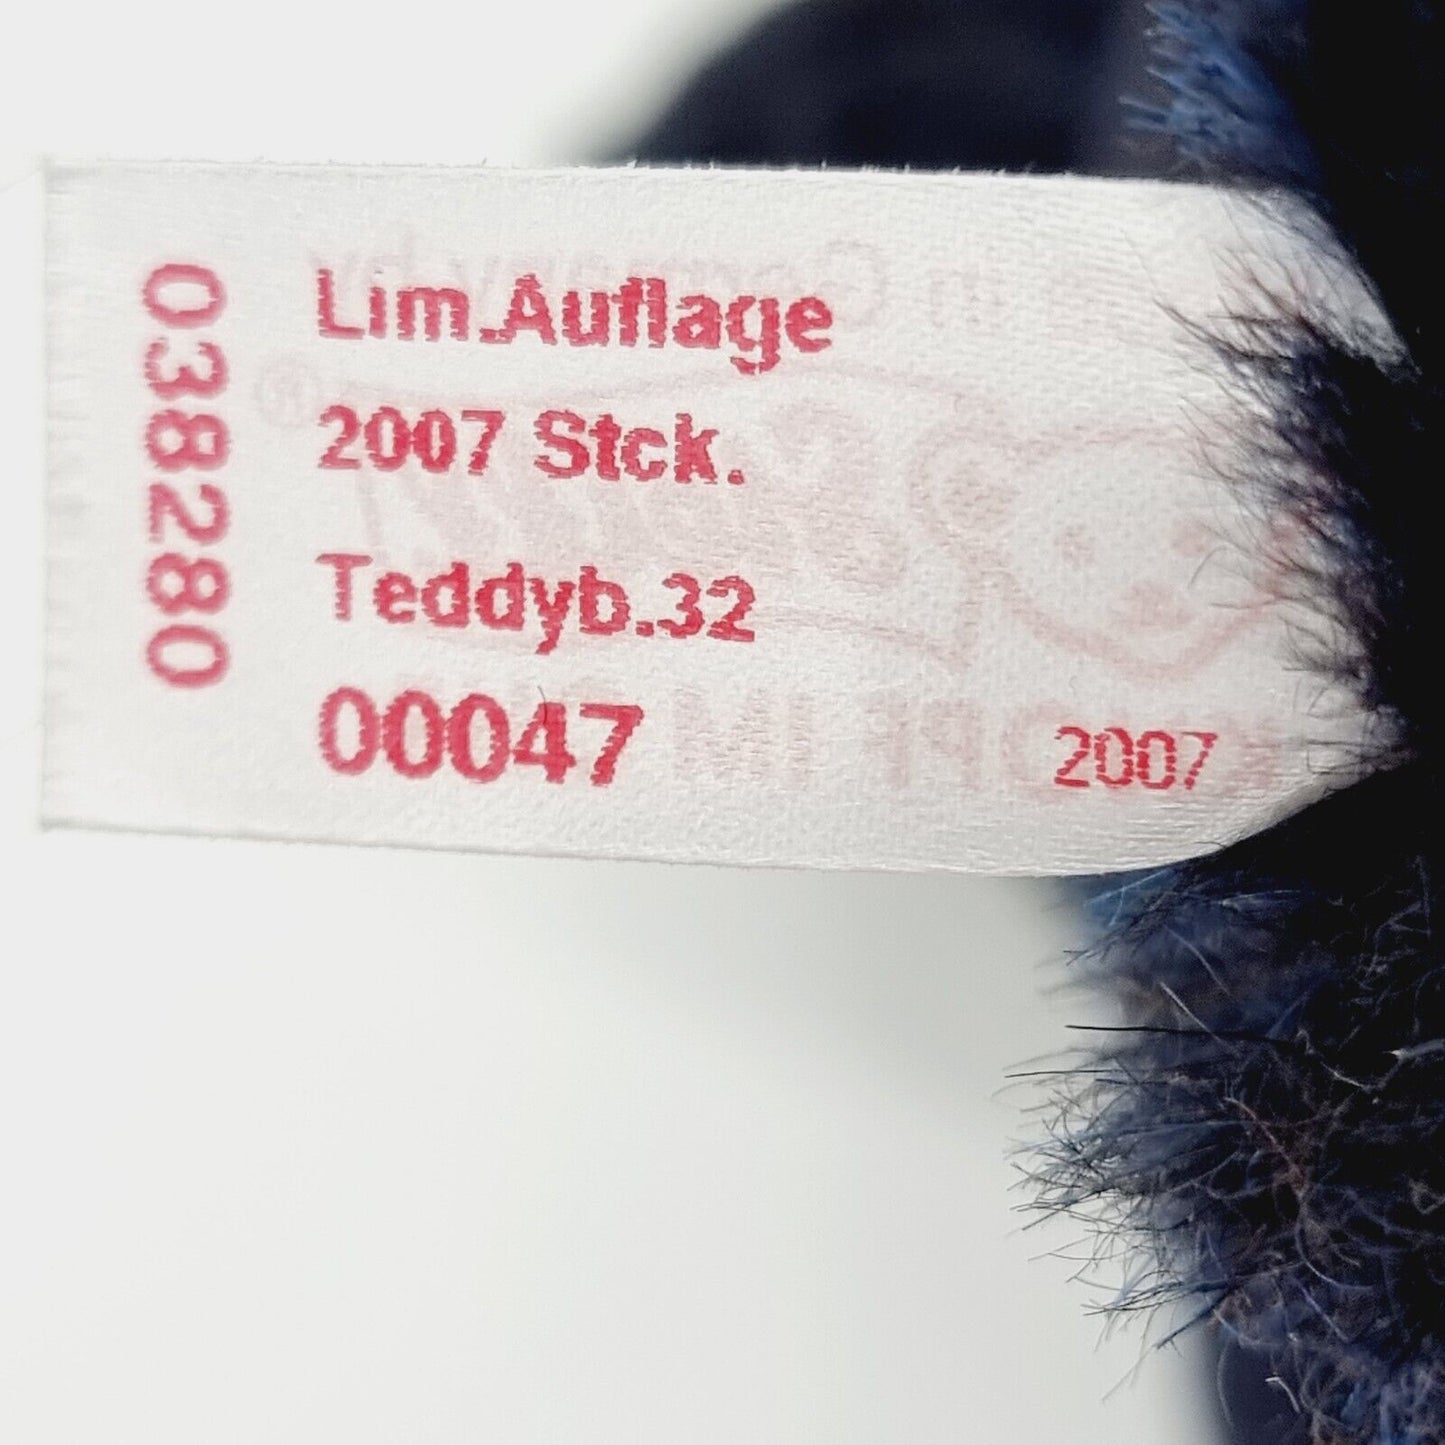 038280
Lim.Auflage
2007 Stck.
Teddyb.32
00047
2007